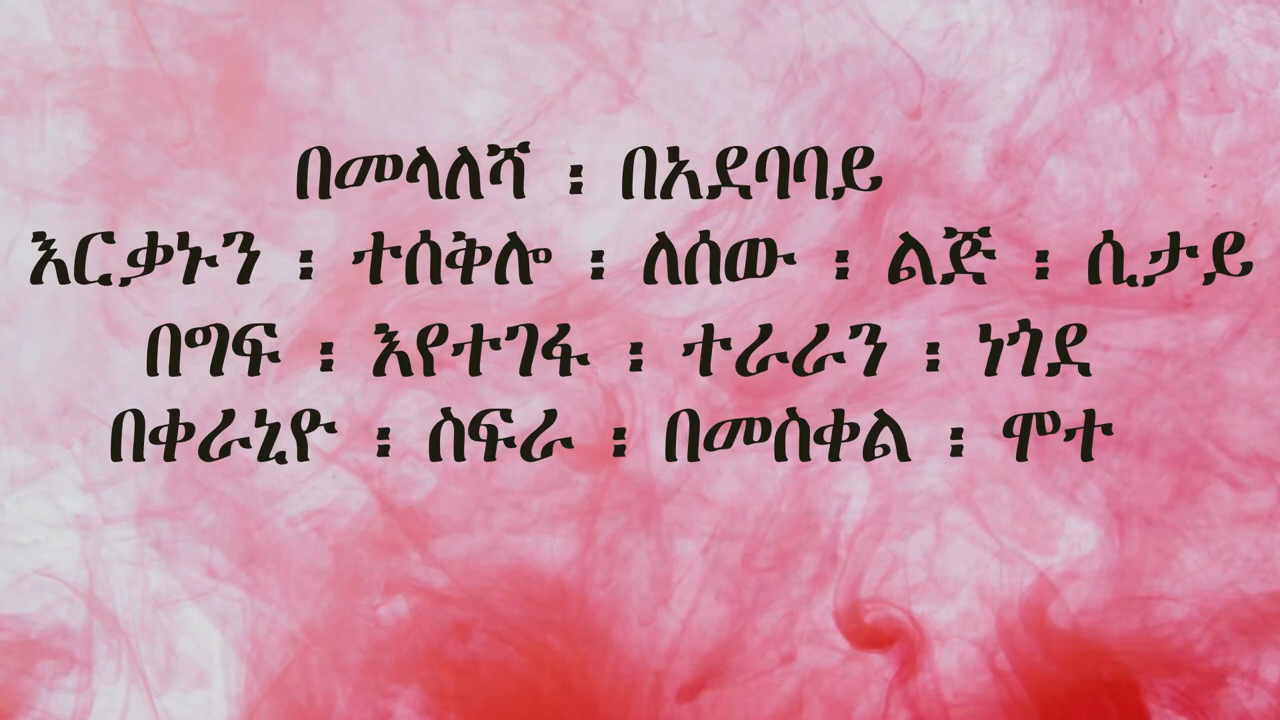 በመላለሻ ፡ በአደባባይ
እርቃኑን ፡ ተሰቅሎ ፡ ለሰው ፡ ልጅ ፡ ሲታይ
በግፍ ፡ እየተገፋ ፡ ተራራን ፡ ነጎደ
በቀራኒዮ ፡ ስፍራ ፡ በመስቀል ፡ ሞተ